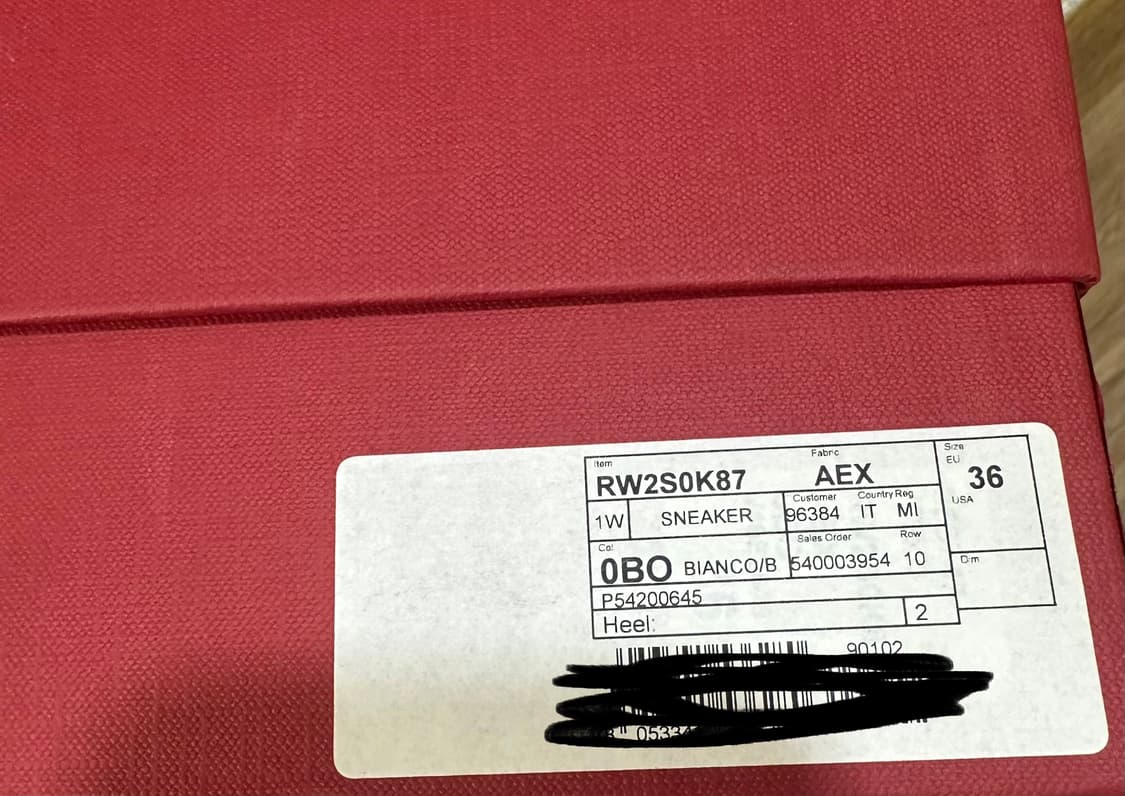 Item Fabric
RW2S0K87 AEX
1W SNEAKER
Customer Country Reg
96384 IT MI
Col
0BO BIANCO/B
Sales Order Row
540003954 10
P54200645
Heel: 2
Size
EU 36
USA
Dim
90102